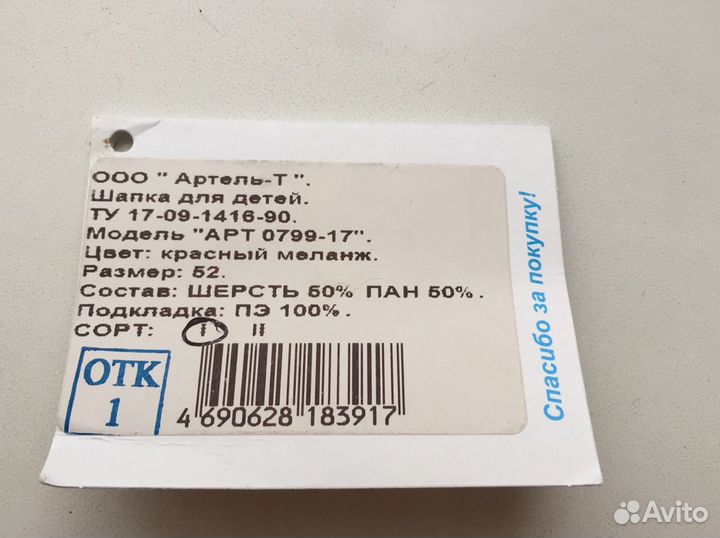 ООО " Артель-Т ".
Шапка для детей.
ТУ 17-09-1416-90.
Модель "АРТ 0799-17".
Цвет: красный меланж.
Размер: 52.
Состав: ШЕРСТЬ 50% ПАН 50% .
Подкладка: ПЭ 100% .
СОРТ: I II
ОТК
1
4 690628 183917
Спасибо за покупку!
Avito